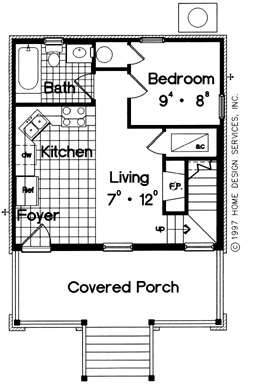 Bath
Bedroom
9⁴ · 8⁸
Kitchen
DW
Ref
Living
7⁰ · 12⁰
A/C
F.P.
Foyer
up
Covered Porch
© 1997 HOME DESIGN SERVICES, INC.